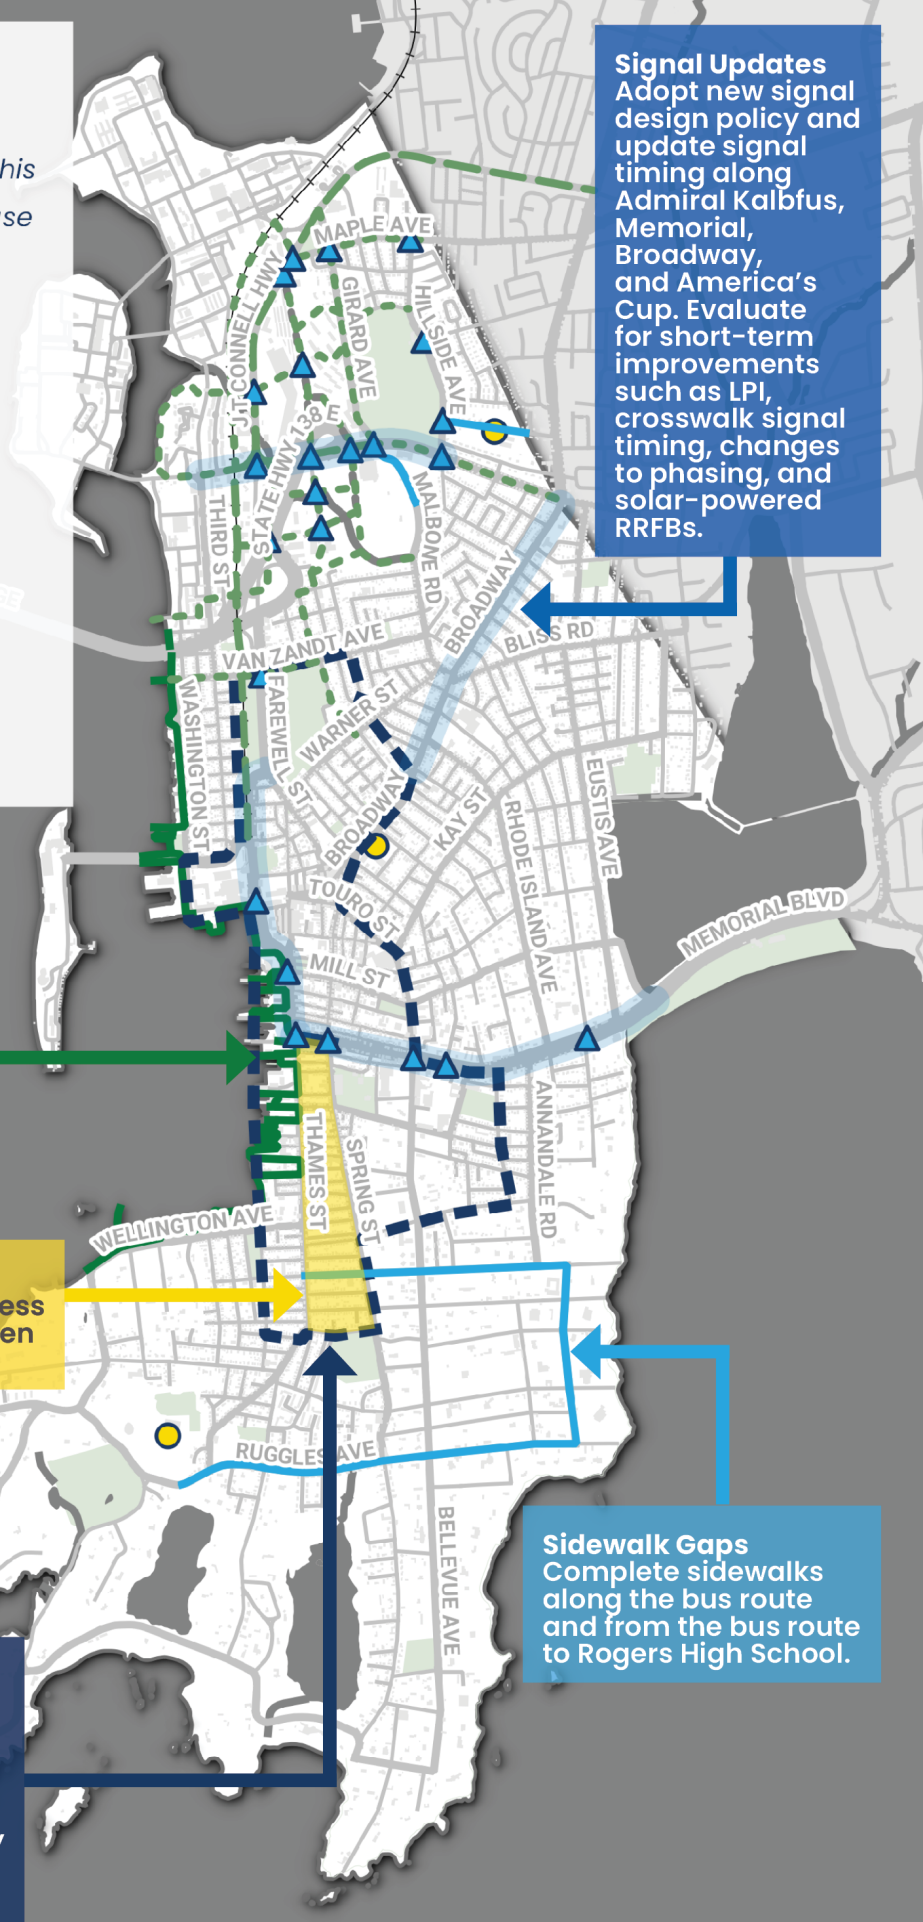 his
se
Signal Updates
Adopt new signal
design policy and
update signal
timing along
Admiral Kalbfus,
Memorial,
Broadway,
and America's
Cup. Evaluate
for short-term
improvements
such as LPI,
crosswalk signal
timing, changes
to phasing, and
solar-powered
RRFBs.
MAPLE AVE
J.T. CONNELL HWY
GIRARD AVE
HILLSIDE AVE
STATE HWY 138 E
THIRD ST
MALBONE RD
BROADWAY
BLISS RD
VAN ZANDT AVE
WASHINGTON ST
FAREWELL ST
WARNER ST
BROADWAY
KAY ST
RHODE ISLAND AVE
EUSTIS AVE
TOURO ST
MEMORIAL BLVD
MILL ST
THAMES ST
SPRING ST
ANNANDALE RD
WELLINGTON AVE
ess
en
RUGGLES AVE
BELLEVUE AVE
Sidewalk Gaps
Complete sidewalks
along the bus route
and from the bus route
to Rogers High School.
y